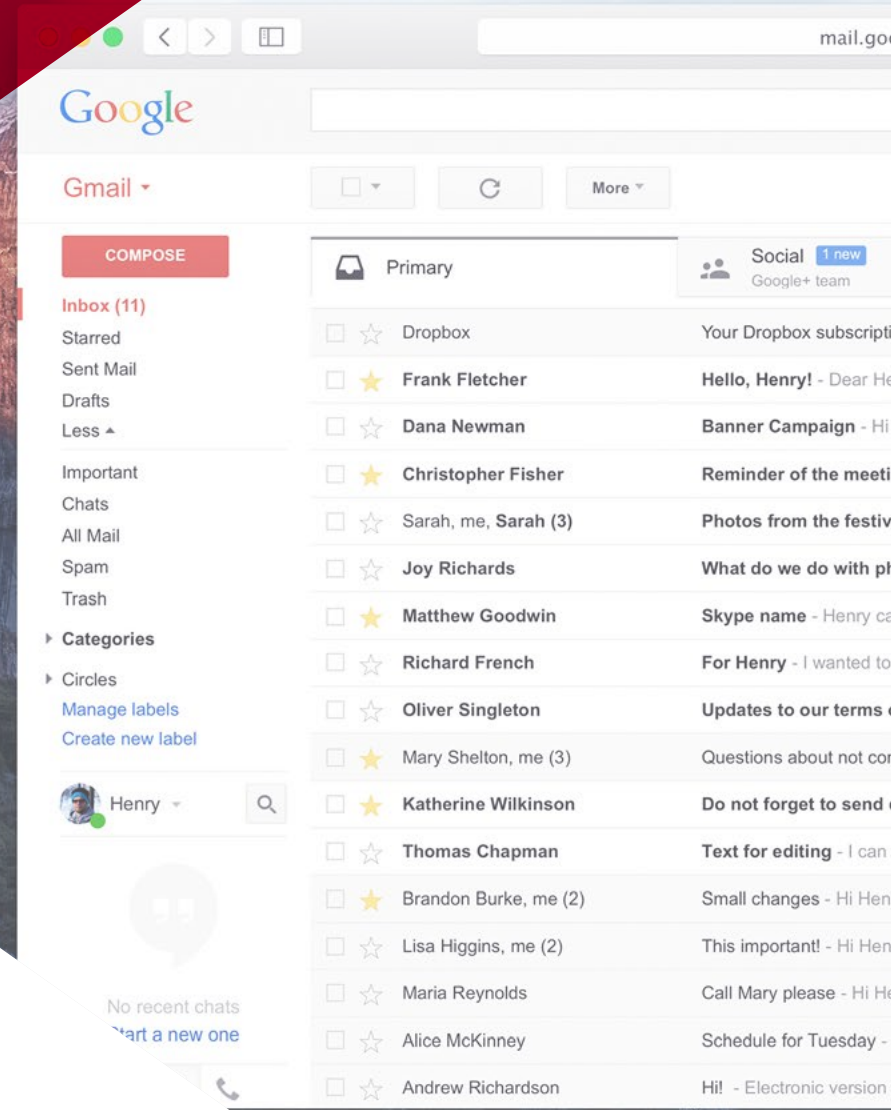 mail.goo
Google
Gmail
More
COMPOSE
Primary
Social 1 new
Google+ team
Inbox (11)
Starred
Sent Mail
Drafts
Less
Important
Chats
All Mail
Spam
Trash
Categories
Circles
Manage labels
Create new label
Henry
No recent chats
Start a new one
Dropbox Your Dropbox subscripti
Frank Fletcher Hello, Henry! - Dear He
Dana Newman Banner Campaign - Hi
Christopher Fisher Reminder of the meeti
Sarah, me, Sarah (3) Photos from the festiv
Joy Richards What do we do with ph
Matthew Goodwin Skype name - Henry ca
Richard French For Henry - I wanted to
Oliver Singleton Updates to our terms
Mary Shelton, me (3) Questions about not cor
Katherine Wilkinson Do not forget to send
Thomas Chapman Text for editing - I can
Brandon Burke, me (2) Small changes - Hi Hen
Lisa Higgins, me (2) This important! - Hi Hen
Maria Reynolds Call Mary please - Hi He
Alice McKinney Schedule for Tuesday -
Andrew Richardson Hi! - Electronic version